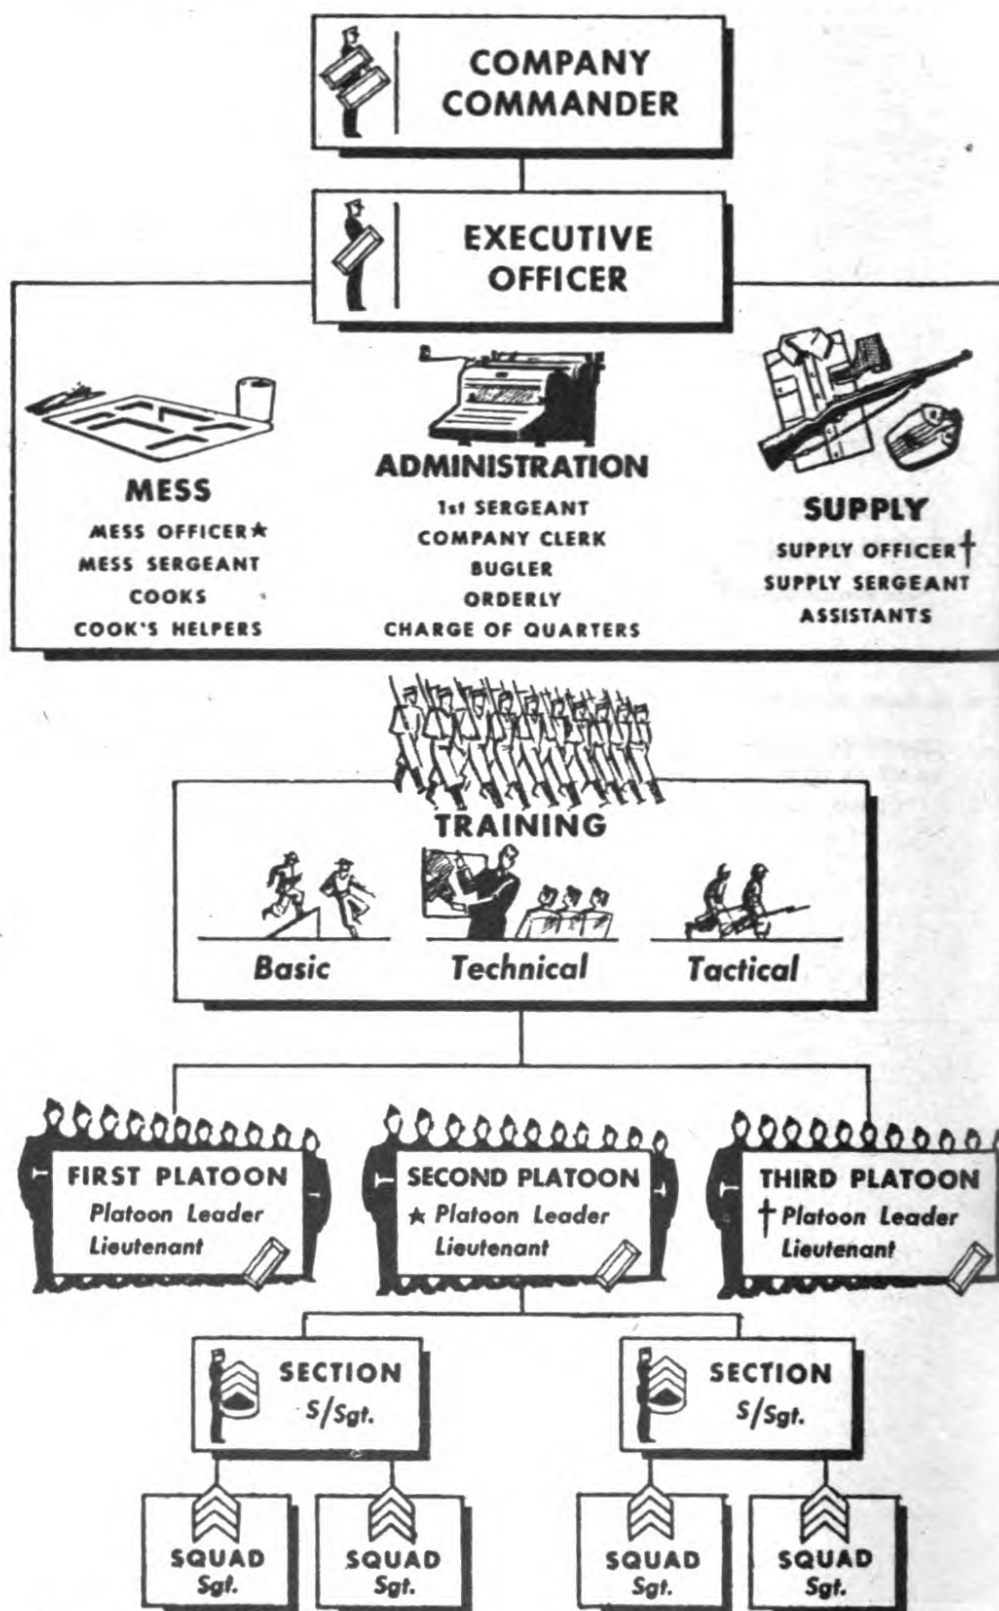 COMPANY
COMMANDER
EXECUTIVE
OFFICER
MESS
MESS OFFICER★
MESS SERGEANT
COOKS
COOK'S HELPERS
ADMINISTRATION
1st SERGEANT
COMPANY CLERK
BUGLER
ORDERLY
CHARGE OF QUARTERS
SUPPLY
SUPPLY OFFICER†
SUPPLY SERGEANT
ASSISTANTS
TRAINING
Basic
Technical
Tactical
FIRST PLATOON
Platoon Leader
Lieutenant
SECOND PLATOON
★ Platoon Leader
Lieutenant
THIRD PLATOON
† Platoon Leader
Lieutenant
SECTION
S/Sgt.
SECTION
S/Sgt.
SQUAD
Sgt.
SQUAD
Sgt.
SQUAD
Sgt.
SQUAD
Sgt.